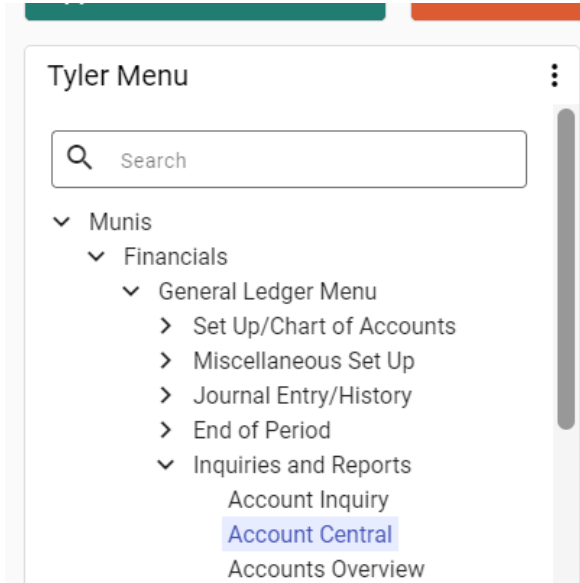 Tyler Menu
Search
Munis
Financials
General Ledger Menu
Set Up/Chart of Accounts
Miscellaneous Set Up
Journal Entry/History
End of Period
Inquiries and Reports
Account Inquiry
Account Central
Accounts Overview